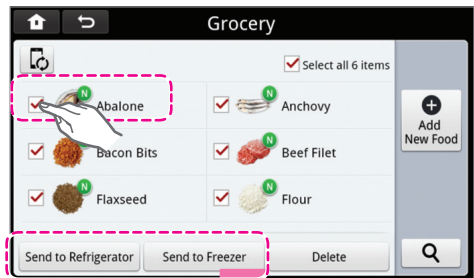 Grocery
Select all 6 items
N Abalone
N Anchovy
Bacon Bits
N Beef Filet
N Flaxseed
N Flour
Add
New Food
Send to Refrigerator
Send to Freezer
Delete